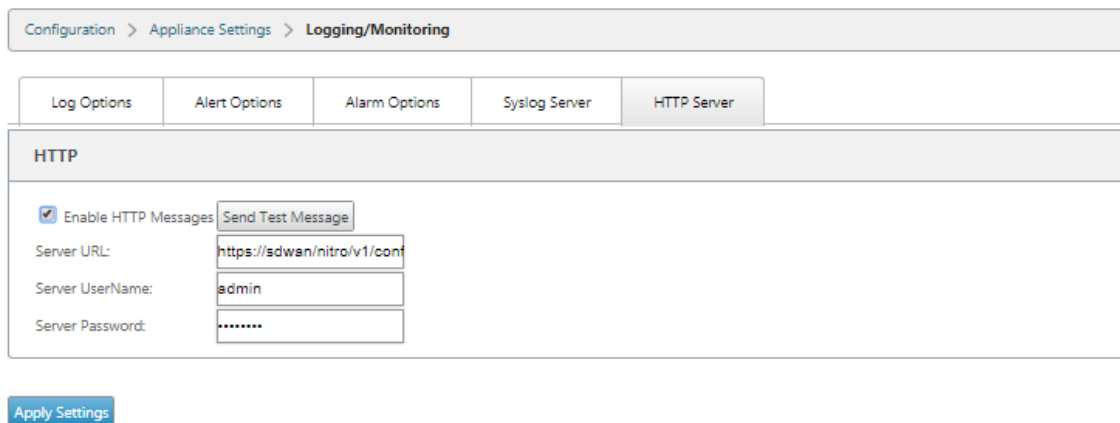 Configuration > Appliance Settings > Logging/Monitoring
Log Options Alert Options Alarm Options Syslog Server HTTP Server
HTTP
Enable HTTP Messages Send Test Message
Server URL: https://sdwan/nitro/v1/conf
Server UserName: admin
Server Password: ••••••••
Apply Settings